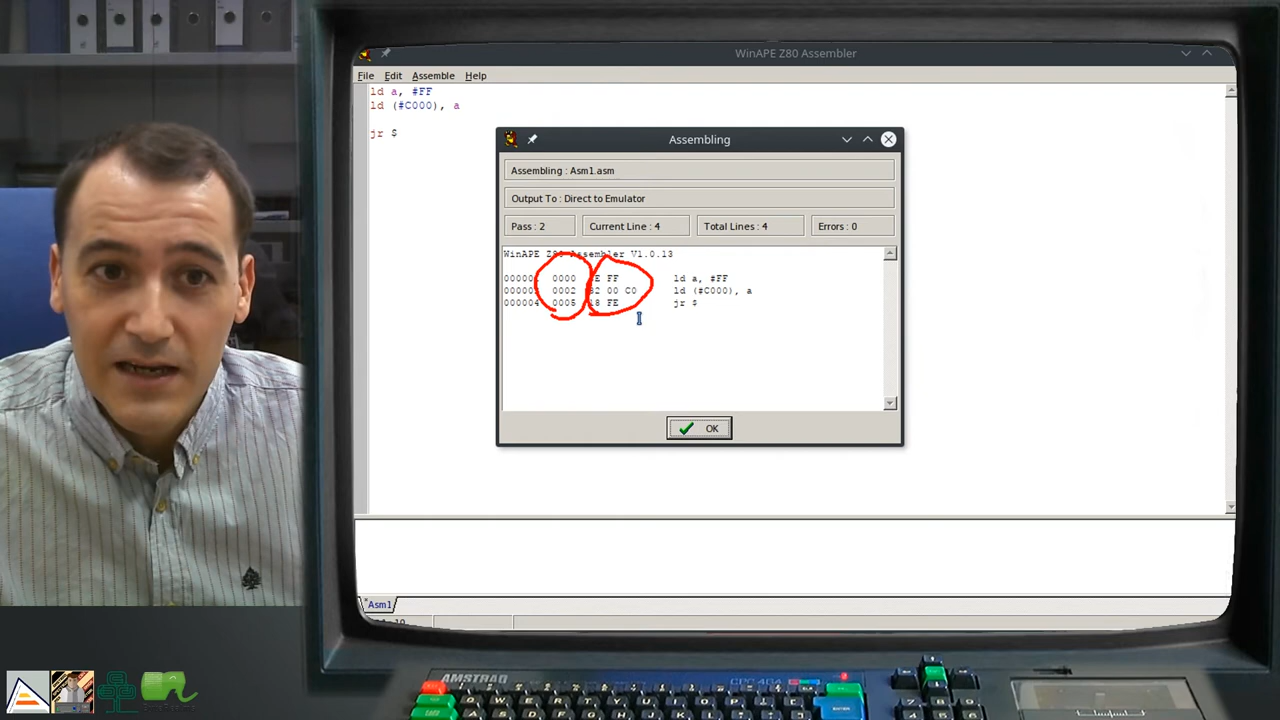 WinAPE Z80 Assembler
File Edit Assemble Help
ld a, #FF
ld (#C000), a
jr $
Assembling
Assembling : Asm1.asm
Output To : Direct to Emulator
Pass : 2 Current Line : 4 Total Lines : 4 Errors : 0
WinAPE Z80 Assembler V1.0.13
0000 E FF ld a, #FF
0002 32 00 C0 ld (#C000), a
000004 0005 18 FE jr $
OK
Asm1
AMSTRAD